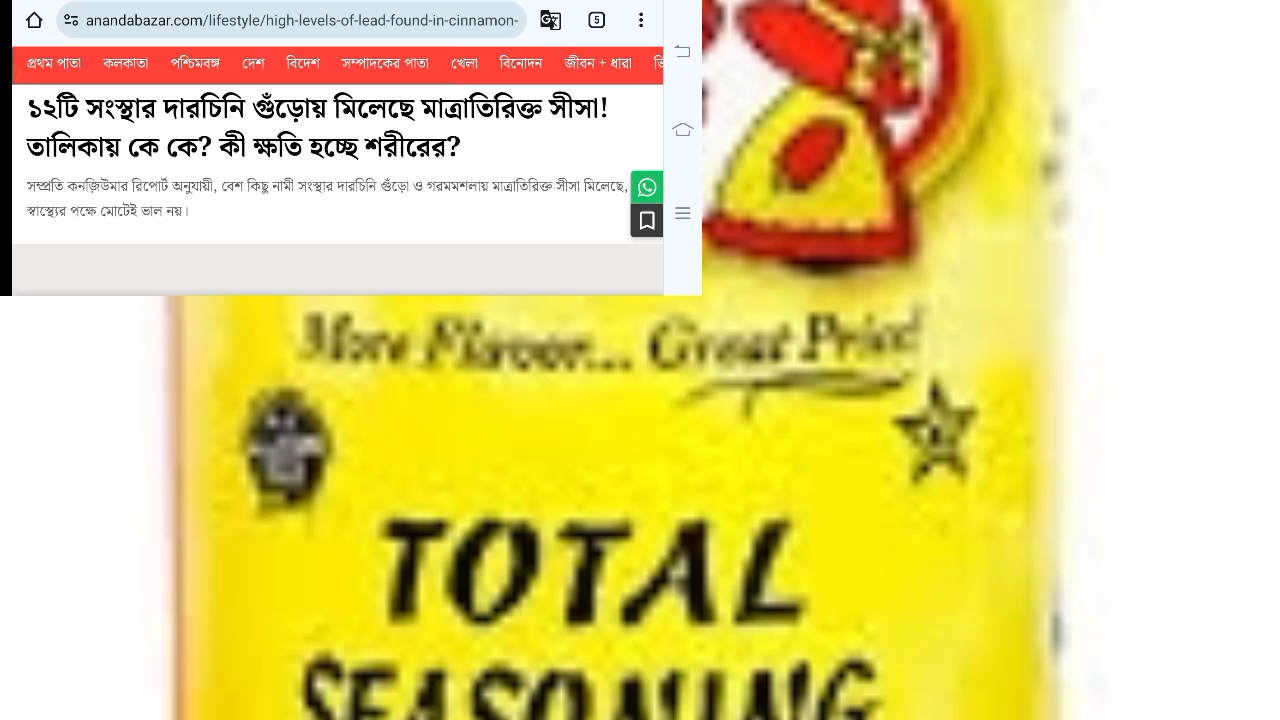 anandabazar.com/lifestyle/high-levels-of-lead-found-in-cinnamon-
5
প্রথম পাতা কলকাতা পশ্চিমবঙ্গ দেশ বিদেশ সম্পাদকের পাতা খেলা বিনোদন জীবন + ধারা
১২টি সংস্থার দারচিনি গুঁড়োয় মিলেছে মাত্রাতিরিক্ত সীসা!
তালিকায় কে কে? কী ক্ষতি হচ্ছে শরীরের?
সম্প্রতি কনজ়িউমার রিপোর্ট অনুযায়ী, বেশ কিছু নামী সংস্থার দারচিনি গুঁড়ো ও গরমমশলায় মাত্রাতিরিক্ত সীসা মিলেছে,
স্বাস্থ্যের পক্ষে মোটেই ভাল নয়।
More Flavor... Great Price!
TOTAL
SEASONING